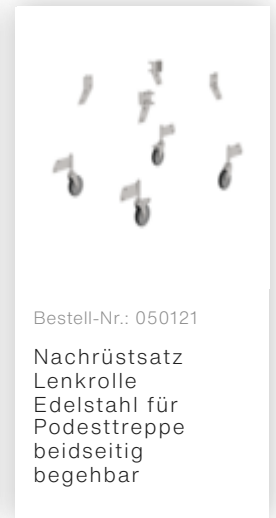 Bestell-Nr.: 050121
Nachrüstsatz
Lenkrolle
Edelstahl für
Podesttreppe
beidseitig
begehbar